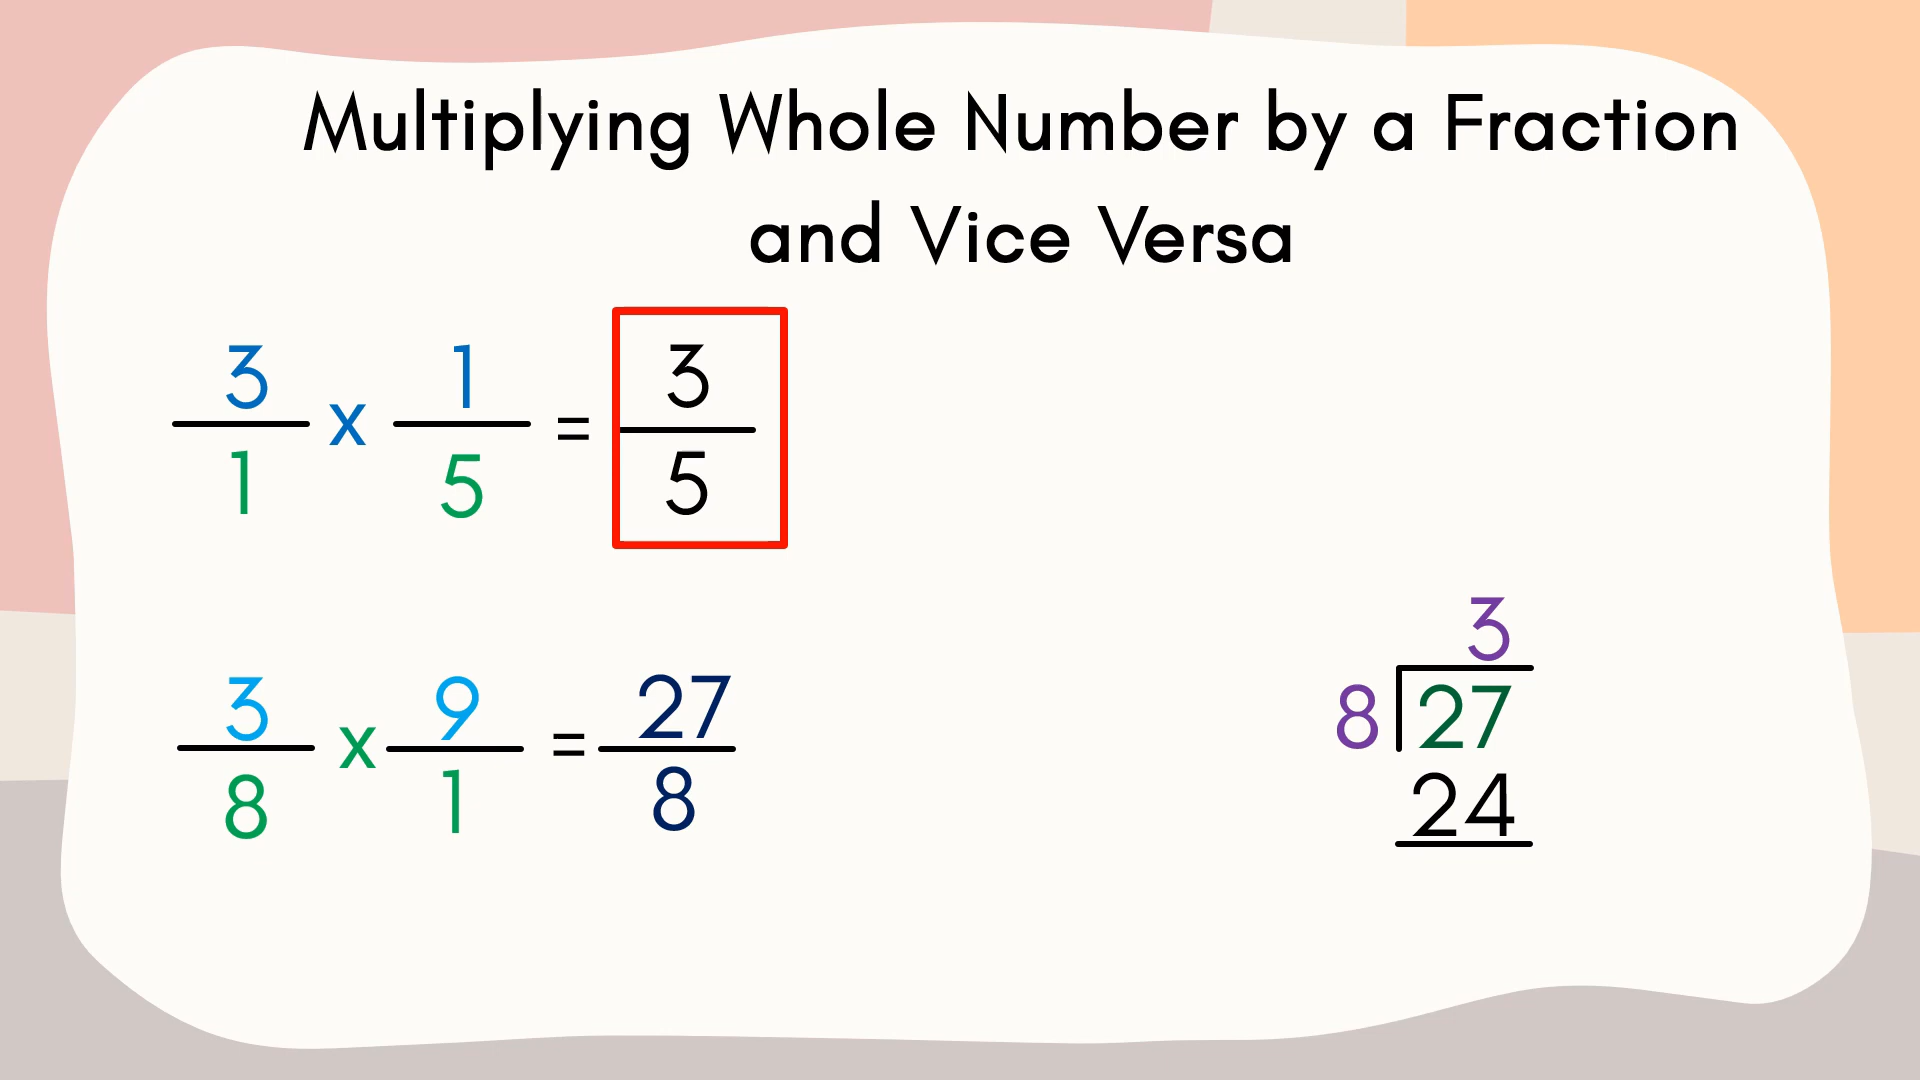 Multiplying Whole Number by a Fraction
and Vice Versa
3 1 3
x =
1 5 5
3 9 27
x =
8 1 8
3
8 27
24